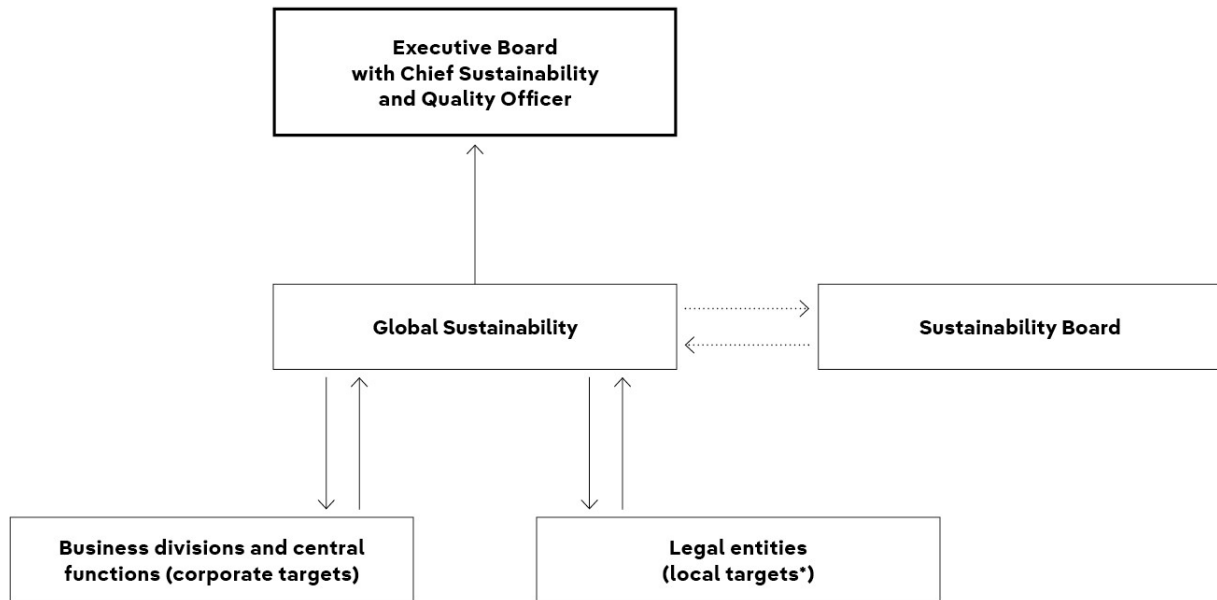 Executive Board
with Chief Sustainability
and Quality Officer
Global Sustainability
Sustainability Board
Business divisions and central
functions (corporate targets)
Legal entities
(local targets*)